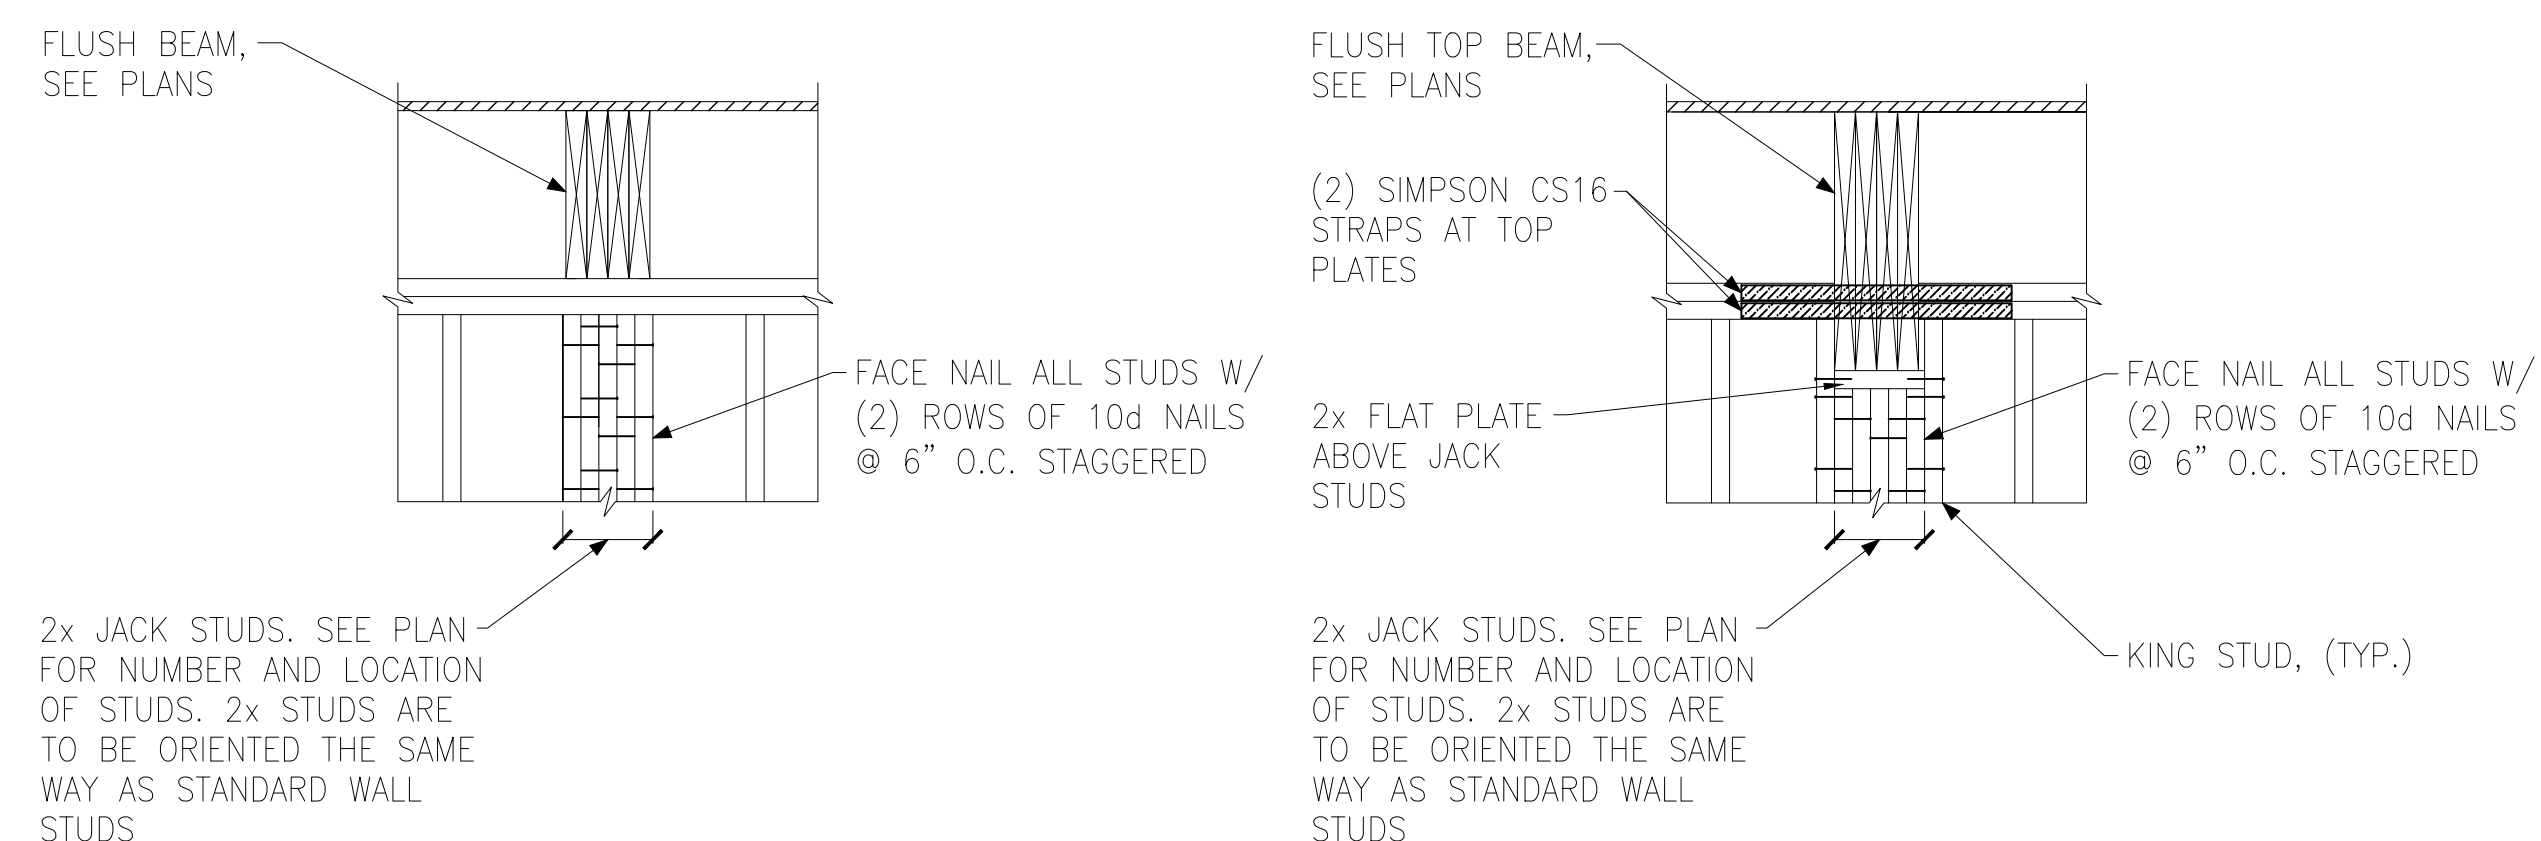 FLUSH BEAM,
SEE PLANS
FACE NAIL ALL STUDS W/
(2) ROWS OF 10d NAILS
@ 6” O.C. STAGGERED
2x JACK STUDS. SEE PLAN
FOR NUMBER AND LOCATION
OF STUDS. 2x STUDS ARE
TO BE ORIENTED THE SAME
WAY AS STANDARD WALL
STUDS
FLUSH TOP BEAM,
SEE PLANS
(2) SIMPSON CS16
STRAPS AT TOP
PLATES
2x FLAT PLATE
ABOVE JACK
STUDS
FACE NAIL ALL STUDS W/
(2) ROWS OF 10d NAILS
@ 6” O.C. STAGGERED
2x JACK STUDS. SEE PLAN
FOR NUMBER AND LOCATION
OF STUDS. 2x STUDS ARE
TO BE ORIENTED THE SAME
WAY AS STANDARD WALL
STUDS
KING STUD, (TYP.)